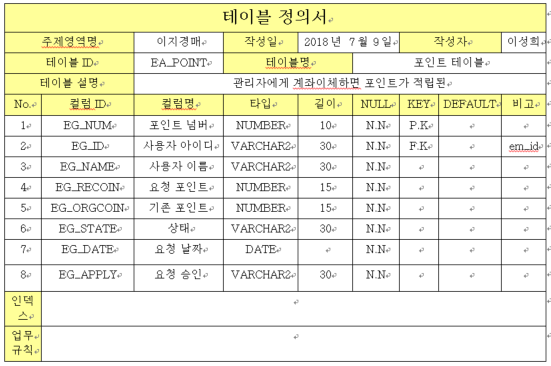 테이블 정의서
주제영역명 이지경매 작성일 2018년 7월 9일 작성자 이성희
테이블 ID EA_POINT 테이블명 포인트 테이블
테이블 설명 관리자에게 계좌이체하면 포인트가 적립된
No. 컬럼 ID 컬럼명 타입 길이 NULL KEY DEFAULT 비고
1 EG_NUM 포인트 넘버 NUMBER 10 N.N P.K
2 EG_ID 사용자 아이디 VARCHAR2 30 N.N F.K em_id
3 EG_NAME 사용자 이름 VARCHAR2 30 N.N
4 EG_RECOIN 요청 포인트 NUMBER 15 N.N
5 EG_ORGCOIN 기존 포인트 NUMBER 15 N.N
6 EG_STATE 상태 VARCHAR2 30 N.N
7 EG_DATE 요청 날짜 DATE N.N
8 EG_APPLY 요청 승인 VARCHAR2 30 N.N
인덱
스
업무
규칙